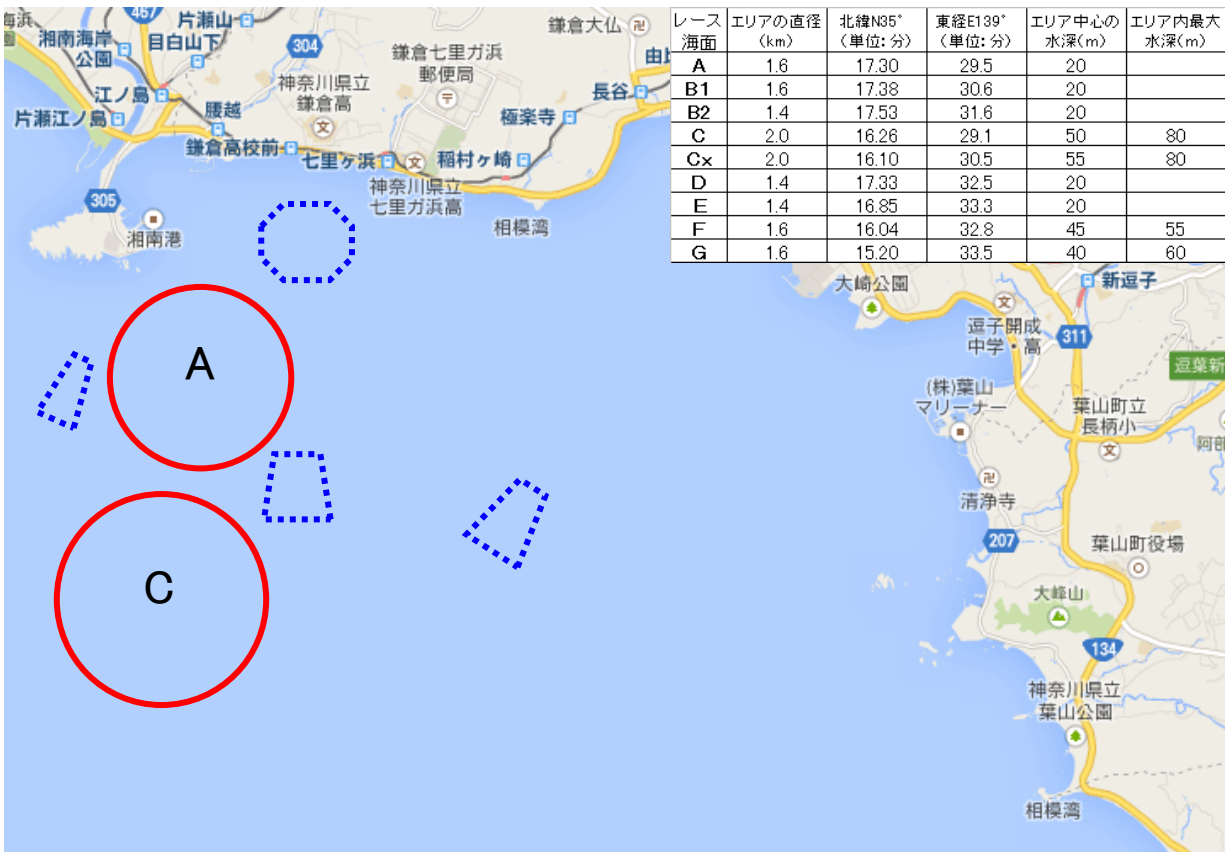 467
片瀬山
湘南海岸
公園
目白山下
304
鎌倉大仏
鎌倉七里ガ浜
郵便局
神奈川県立
鎌倉高
江ノ島
腰越
長谷
極楽寺
片瀬江ノ島
鎌倉高校前
七里ヶ浜
稲村ヶ崎
神奈川県立
七里ガ浜高
305
湘南港
相模湾
レース エリアの直径 北緯N35° 東経E139° エリア中心の エリア内最大
海面 (km) (単位:分) (単位:分) 水深(m) 水深(m)
A 1.6 17.30 29.5 20
B1 1.6 17.38 30.6 20
B2 1.4 17.53 31.6 20
C 2.0 16.26 29.1 50 80
Cx 2.0 16.10 30.5 55 80
D 1.4 17.33 32.5 20
E 1.4 16.85 33.3 20
F 1.6 16.04 32.8 45 55
G 1.6 15.20 33.5 40 60
大崎公園
新逗子
逗子開成
中学・高
311
逗葉新
A
(株)葉山
マリーナー
葉山町立
長柄小
阿部
清浄寺
207
葉山町役場
C
大峰山
134
神奈川県立
葉山公園
相模湾